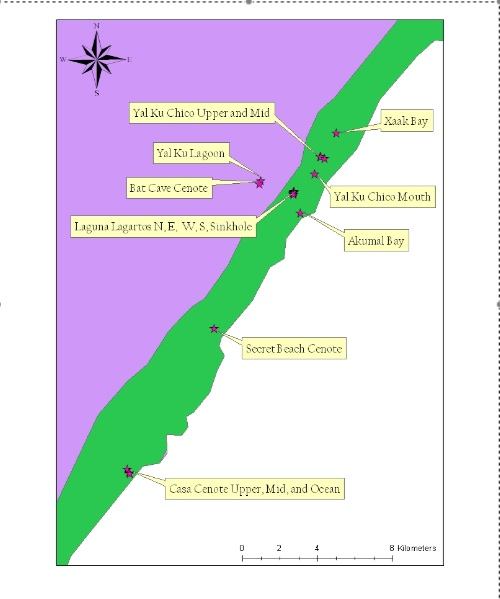 N
W E
S
Yal Ku Chico Upper and Mid
Xaak Bay
Yal Ku Lagoon
Bat Cave Cenote
Yal Ku Chico Mouth
Laguna Lagartos N, E, W, S, Sinkhole
Akumal Bay
Secret Beach Cenote
Casa Cenote Upper, Mid, and Ocean
0 2 4 8 Kilometers